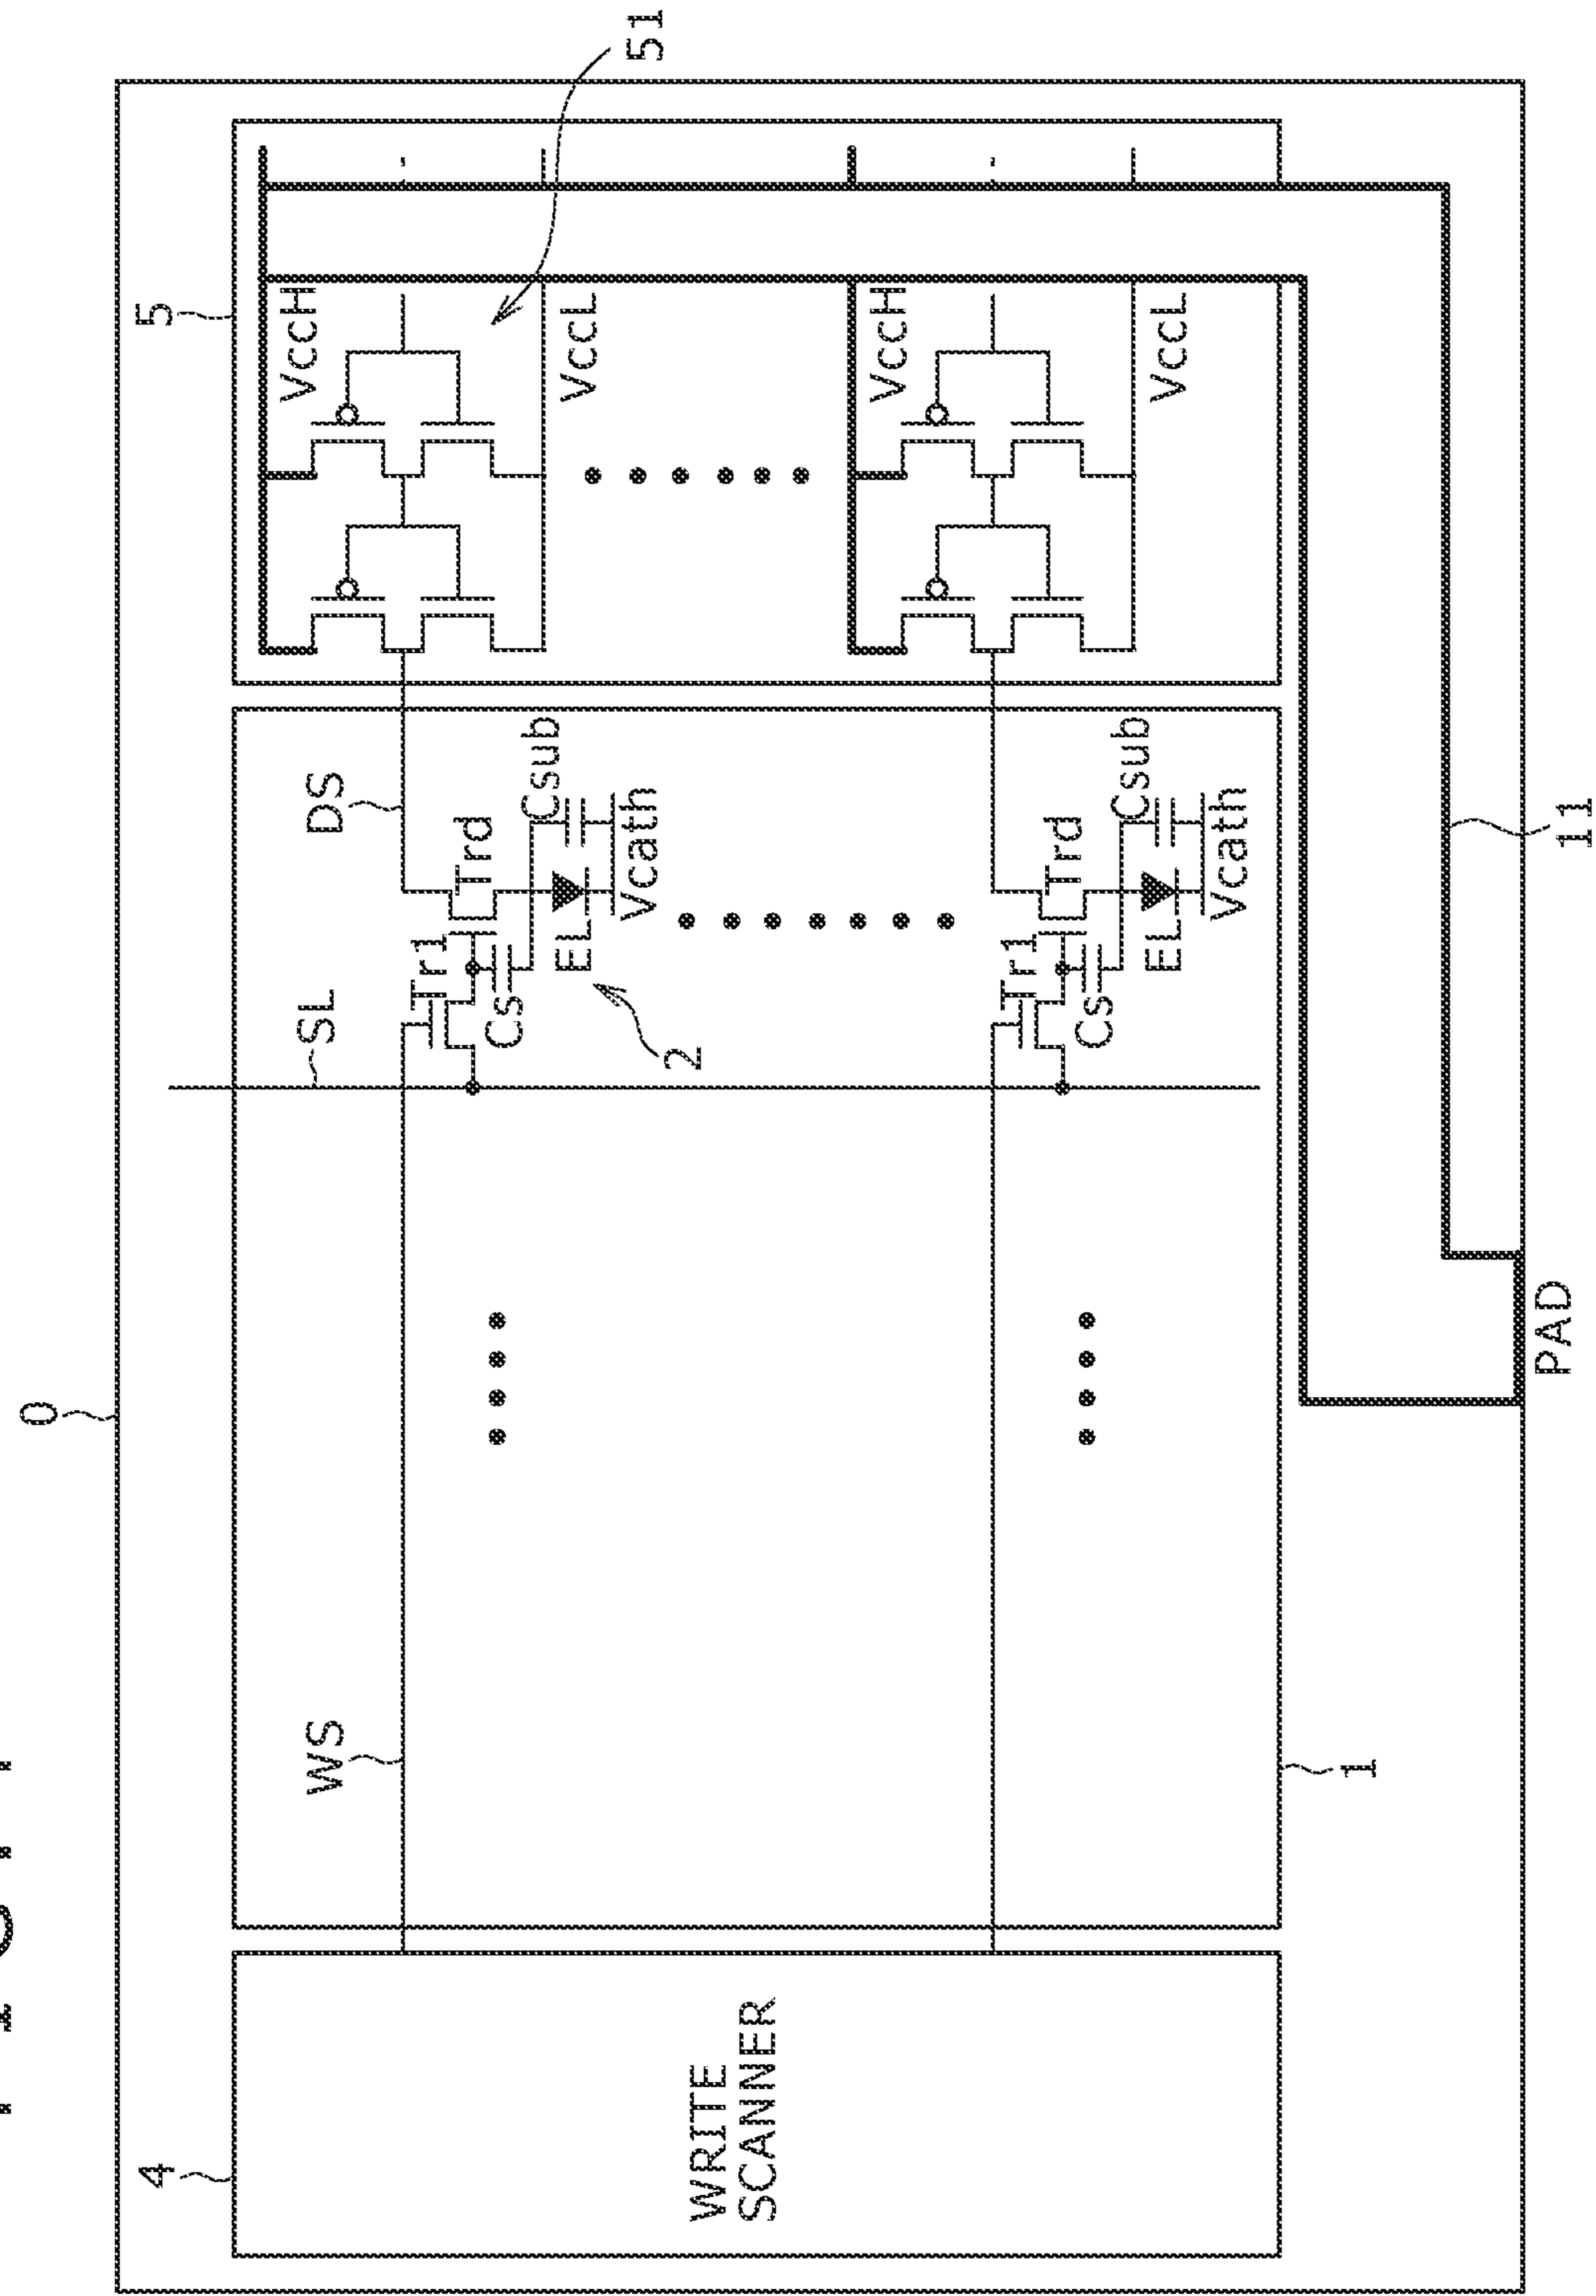 0
4
WRITE
SCANNER
WS
SL
DS
5
51
VccH
VccL
Tr1
Trd
Cs
Csub
EL
Vcath
2
VccH
VccL
Tr1
Trd
Cs
Csub
EL
Vcath
1
PAD
11